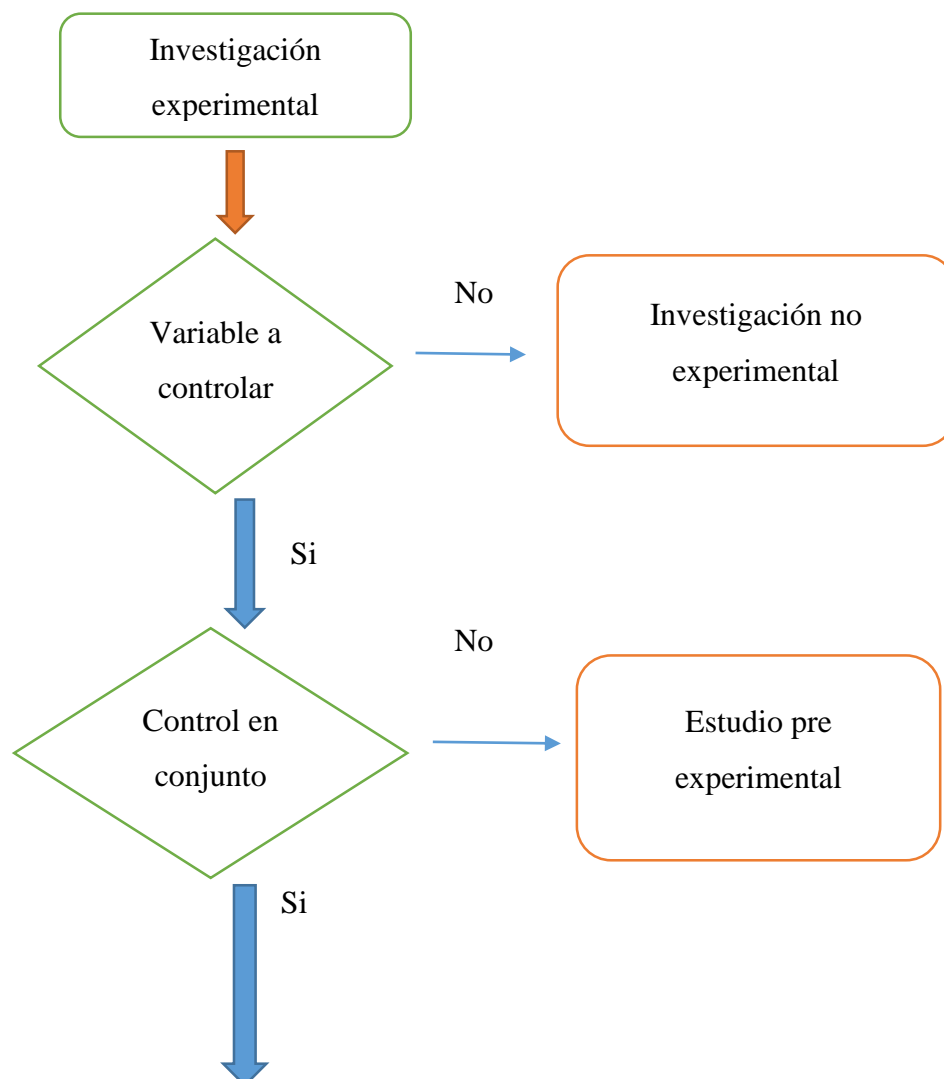 Investigación
experimental
Variable a
controlar
No
Investigación no
experimental
Si
Control en
conjunto
No
Estudio pre
experimental
Si